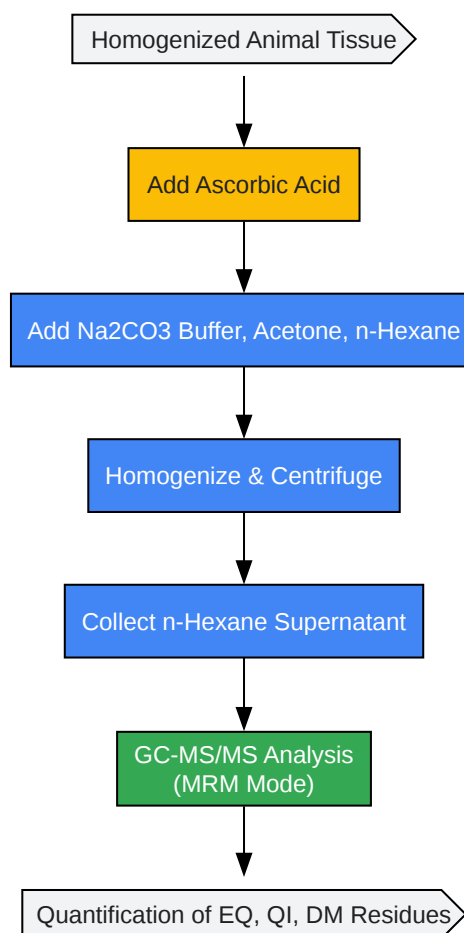 Homogenized Animal Tissue
Add Ascorbic Acid
Add Na2CO3 Buffer, Acetone, n-Hexane
Homogenize & Centrifuge
Collect n-Hexane Supernatant
GC-MS/MS Analysis
(MRM Mode)
Quantification of EQ, QI, DM Residues